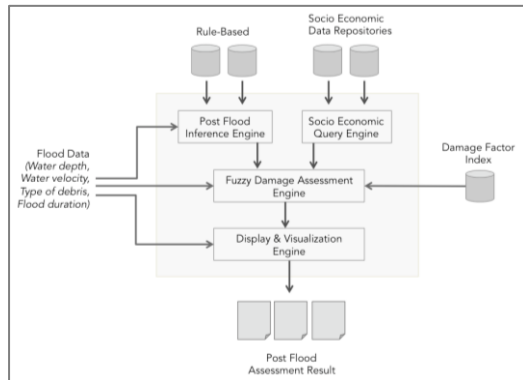 Rule-Based
Socio Economic
Data Repositories
Post Flood
Inference Engine
Socio Economic
Query Engine
Flood Data
(Water depth,
Water velocity,
Type of debris,
Flood duration)
Damage Factor
Index
Fuzzy Damage Assessment
Engine
Display & Visualization
Engine
Post Flood
Assessment Result